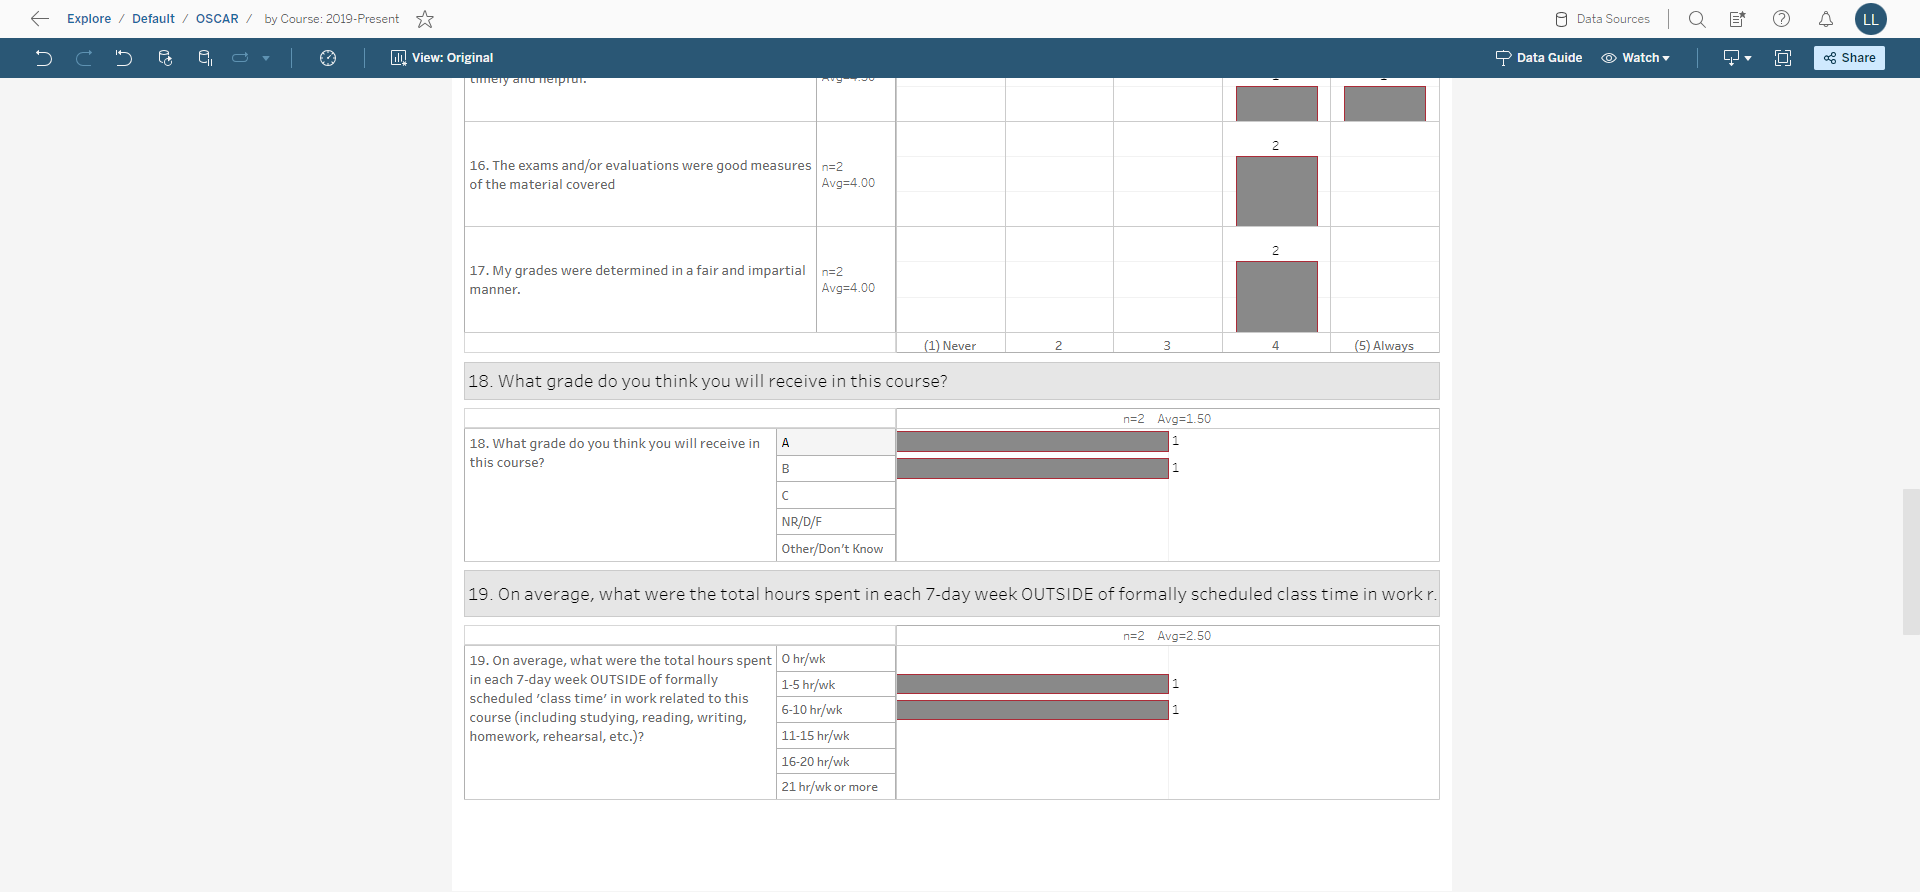 Explore / Default / OSCAR / by Course: 2019-Present
Data Sources
LL
View: Original
Data Guide
Watch
Share
timely and helpful.
Avg=4.50
1
1
16. The exams and/or evaluations were good measures
of the material covered
n=2
Avg=4.00
2
17. My grades were determined in a fair and impartial
manner.
n=2
Avg=4.00
2
(1) Never
2
3
4
(5) Always
18. What grade do you think you will receive in this course?
n=2 Avg=1.50
18. What grade do you think you will receive in
this course?
A
1
B
1
C
NR/D/F
Other/Don't Know
19. On average, what were the total hours spent in each 7-day week OUTSIDE of formally scheduled class time in work r.
n=2 Avg=2.50
19. On average, what were the total hours spent
in each 7-day week OUTSIDE of formally
scheduled ‘class time’ in work related to this
course (including studying, reading, writing,
homework, rehearsal, etc.)?
0 hr/wk
1-5 hr/wk
1
6-10 hr/wk
1
11-15 hr/wk
16-20 hr/wk
21 hr/wk or more